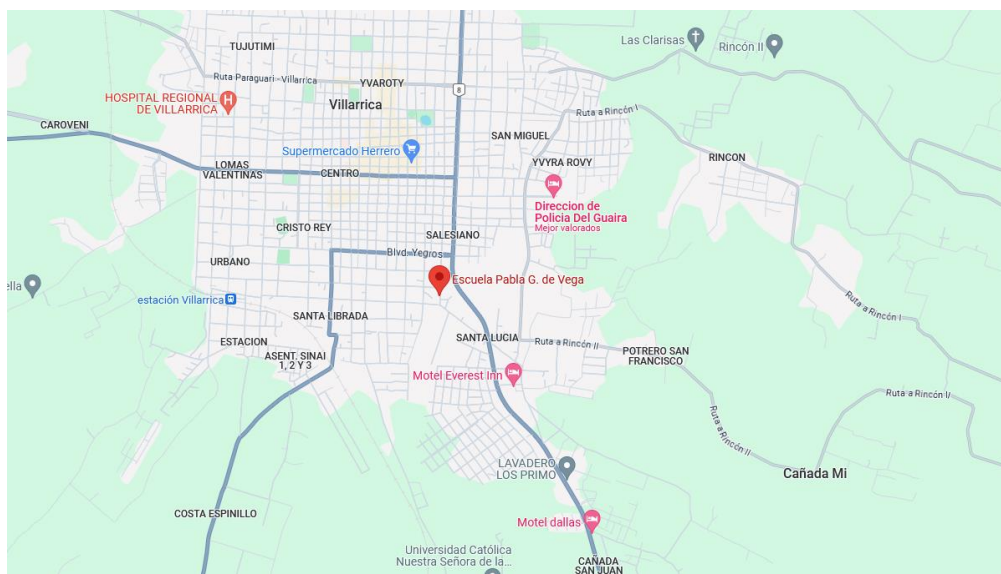 Las Clarisas
Rincón II
TUJUTIMI
Ruta Paraguarí - Villarrica
YVAROTY
8
HOSPITAL REGIONAL
DE VILLARRICA
Villarrica
Ruta a Rincón I
CAROVENI
SAN MIGUEL
Supermercado Herrero
RINCON
YVYRA ROVY
LOMAS
VALENTINAS
CENTRO
Direccion de
Policia Del Guaira
Mejor valorados
CRISTO REY
SALESIANO
Blvd. Yegros
URBANO
Escuela Pabla G. de Vega
ella
estación Villarrica
Ruta a Rincón I
SANTA LIBRADA
SANTA LUCIA
Ruta a Rincón II
ESTACION
POTRERO SAN
FRANCISCO
ASENT. SINAI
1, 2 Y 3
Motel Everest Inn
Ruta a Rincón II
Ruta a Rincón II
LAVADERO
LOS PRIMO
Cañada Mi
COSTA ESPINILLO
Motel dallas
Universidad Católica
Nuestra Señora de la...
CAÑADA
SAN JUAN